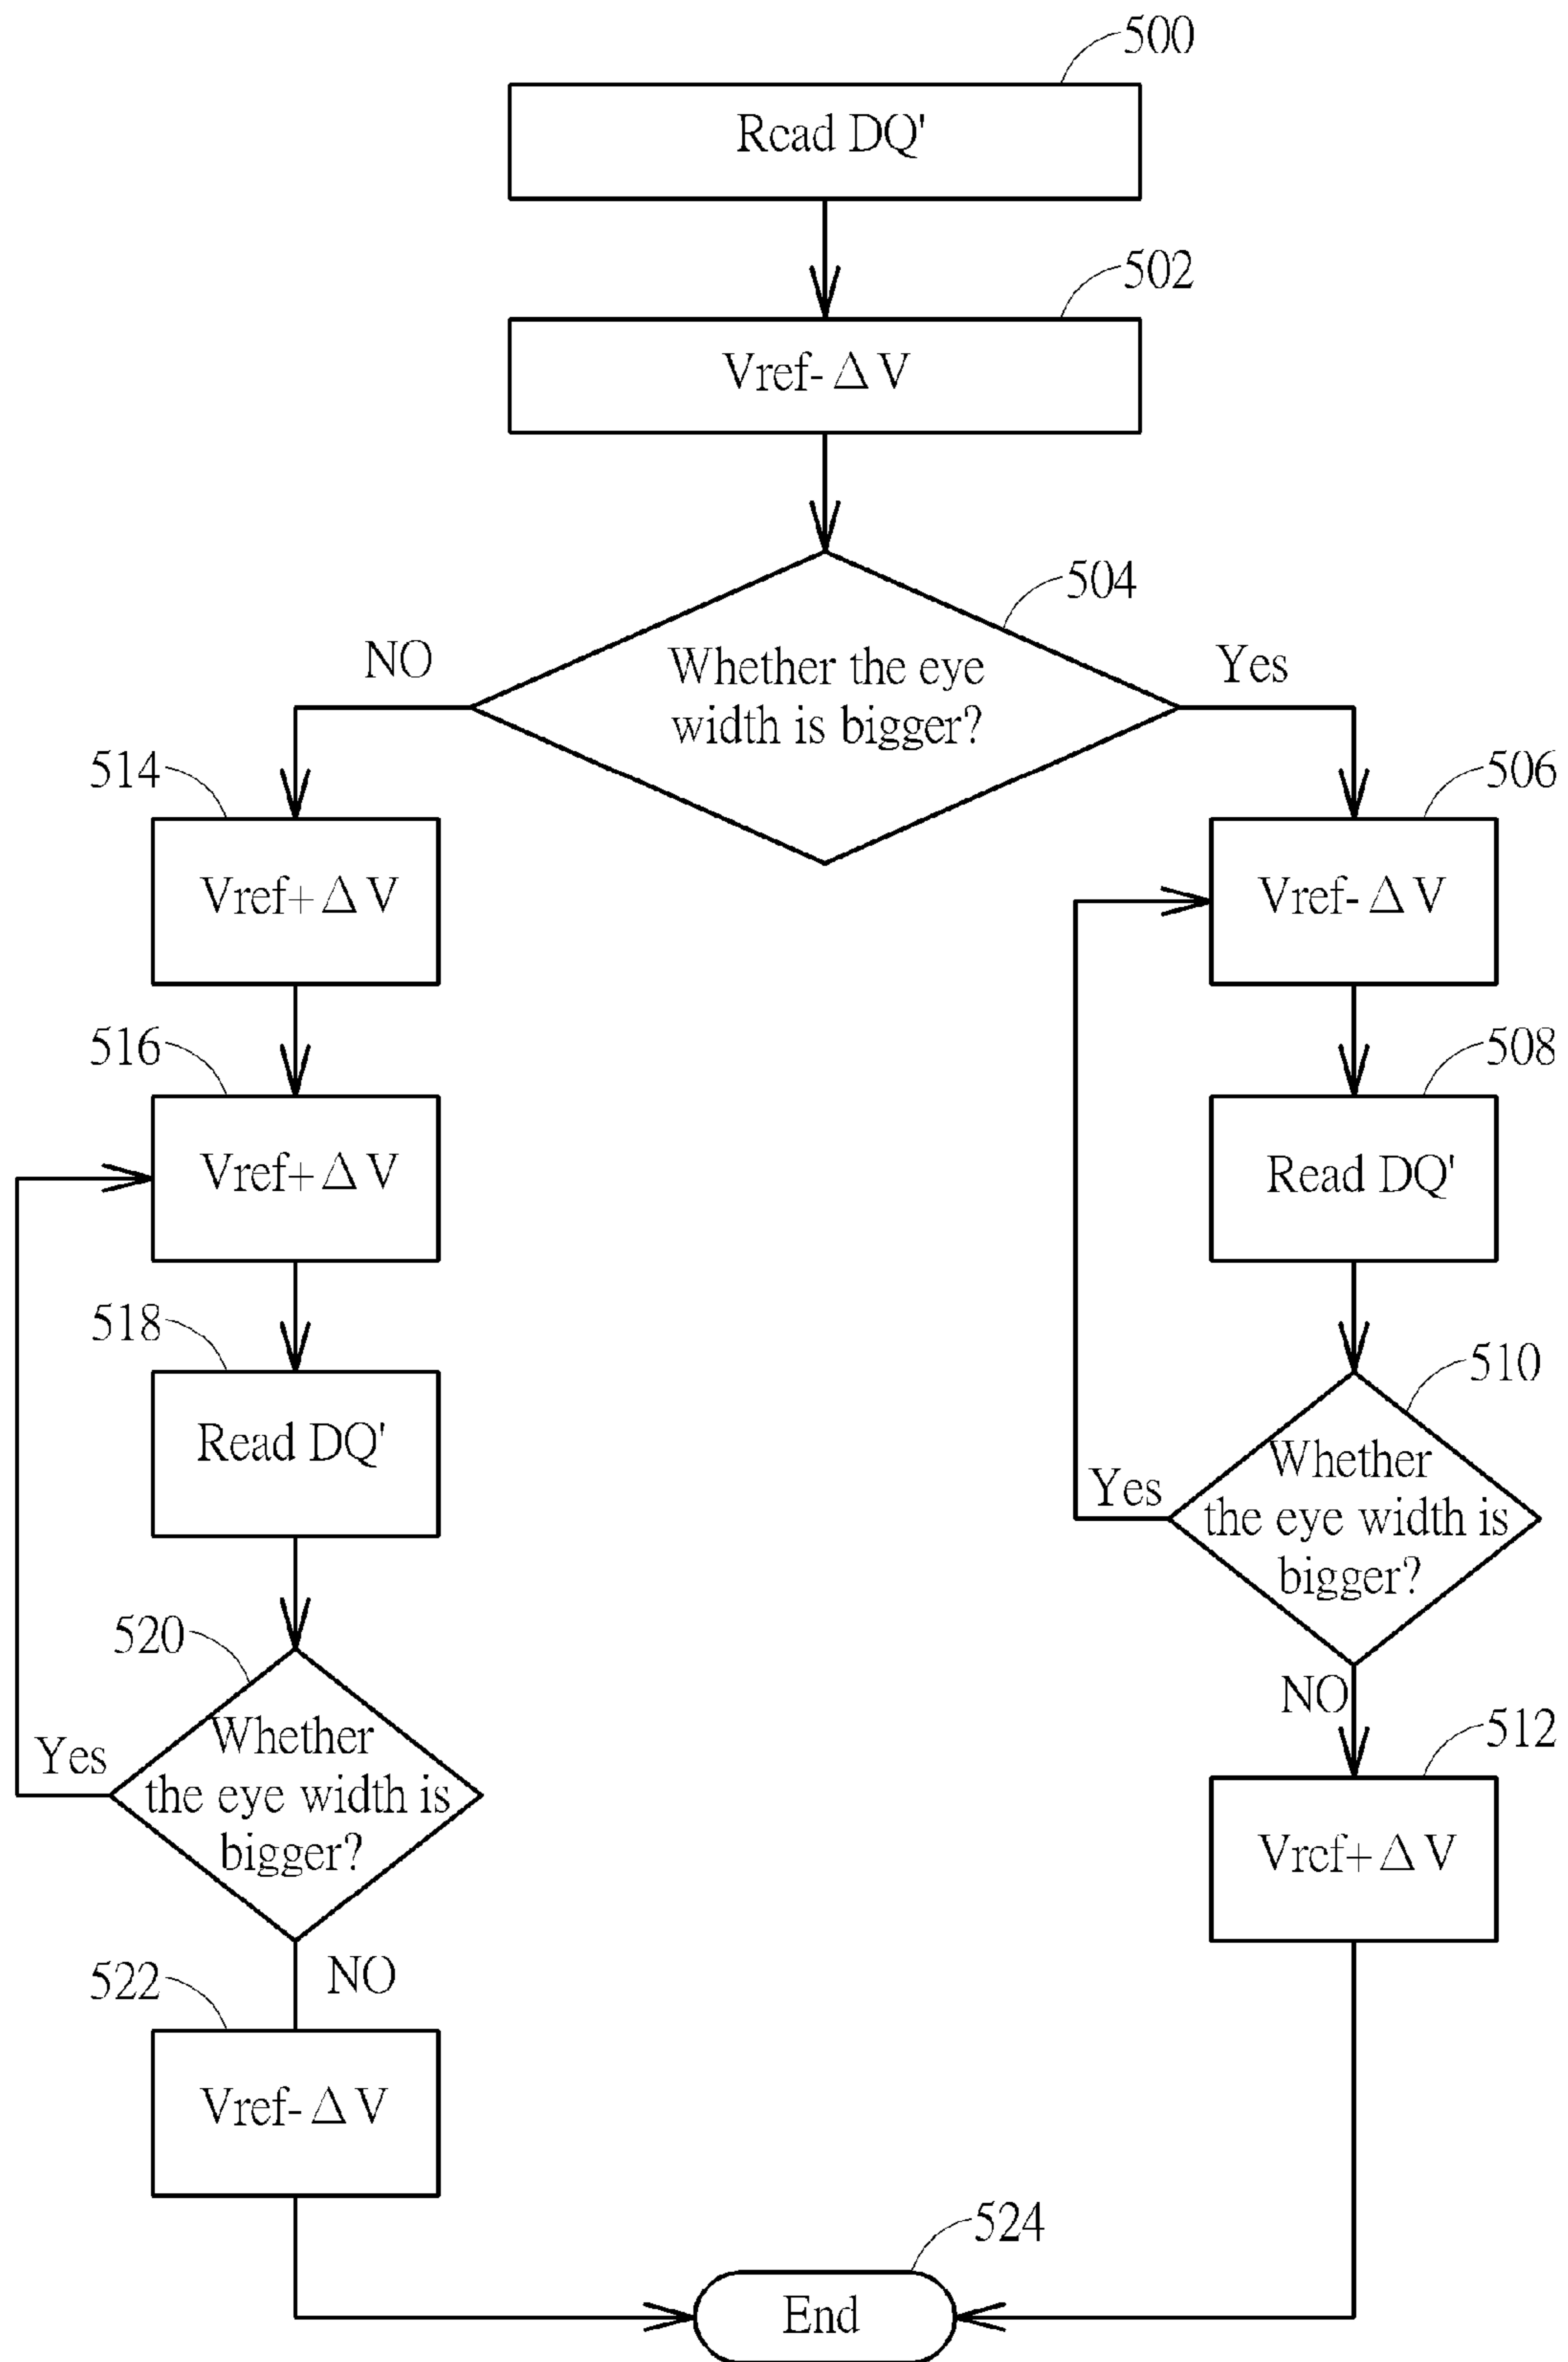 500
Read DQ'
502
Vref-ΔV
504
Whether the eye
width is bigger?
NO
Yes
514
Vref+ΔV
506
Vref-ΔV
516
Vref+ΔV
508
Read DQ'
518
Read DQ'
510
Whether
the eye width is
bigger?
Yes
NO
520
Whether
the eye width is
bigger?
Yes
NO
512
Vref+ΔV
522
Vref-ΔV
524
End